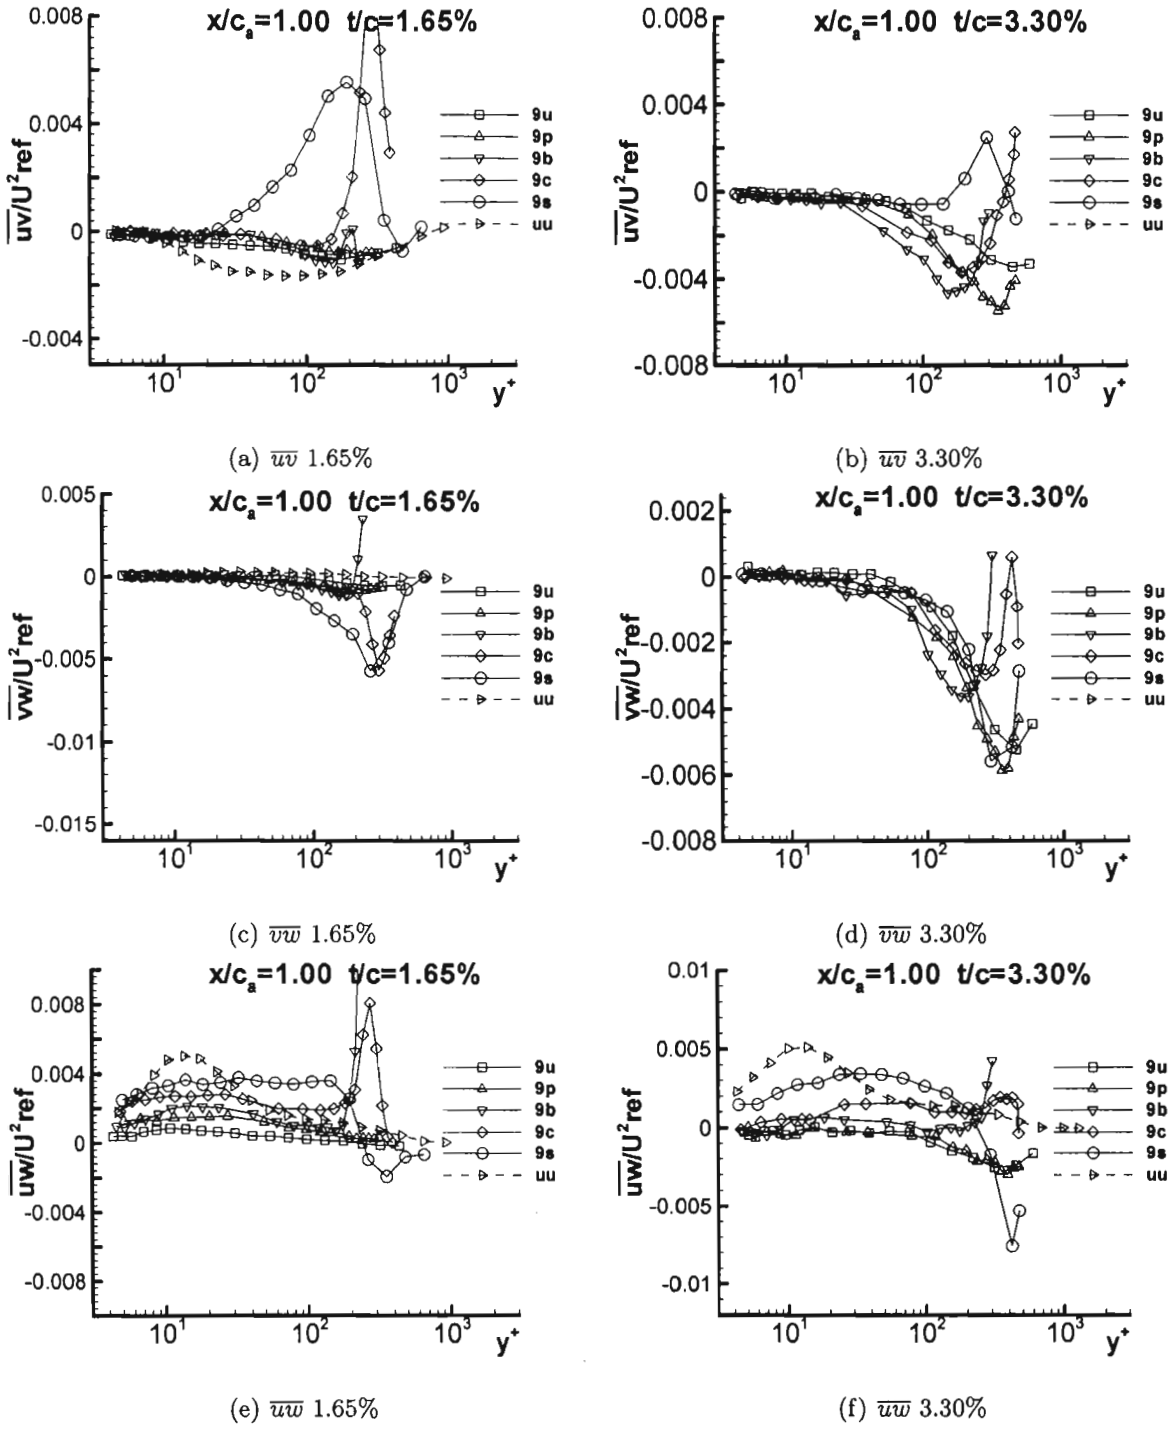 x/ca=1.00 t/c=1.65%
0.008
0.004
0
-0.004
uv/U²ref
10¹ 10² 10³
y⁺
9u
9p
9b
9c
9s
uu
(a) uv 1.65%
x/ca=1.00 t/c=3.30%
0.008
0.004
0
-0.004
-0.008
uv/U²ref
10¹ 10² 10³
y⁺
9u
9p
9b
9c
9s
uu
(b) uv 3.30%
x/ca=1.00 t/c=1.65%
0.005
0
-0.005
-0.01
-0.015
vw/U²ref
10¹ 10² 10³
y⁺
9u
9p
9b
9c
9s
uu
(c) vw 1.65%
x/ca=1.00 t/c=3.30%
0.002
0
-0.002
-0.004
-0.006
-0.008
vw/U²ref
10¹ 10² 10³
y⁺
9u
9p
9b
9c
9s
uu
(d) vw 3.30%
x/ca=1.00 t/c=1.65%
0.008
0.004
0
-0.004
-0.008
uw/U²ref
10¹ 10² 10³
y⁺
9u
9p
9b
9c
9s
uu
(e) uw 1.65%
x/ca=1.00 t/c=3.30%
0.01
0.005
0
-0.005
-0.01
uw/U²ref
10¹ 10² 10³
y⁺
9u
9p
9b
9c
9s
uu
(f) uw 3.30%